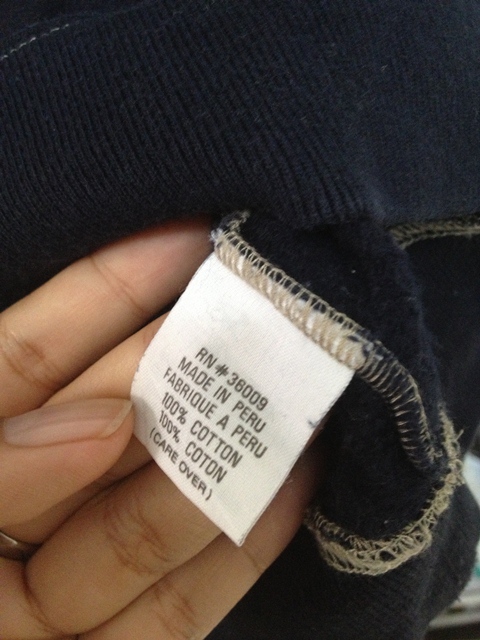 RN#36009
MADE IN PERU
FABRIQUE A PERU
100% COTTON
100% COTON
(CARE OVER)